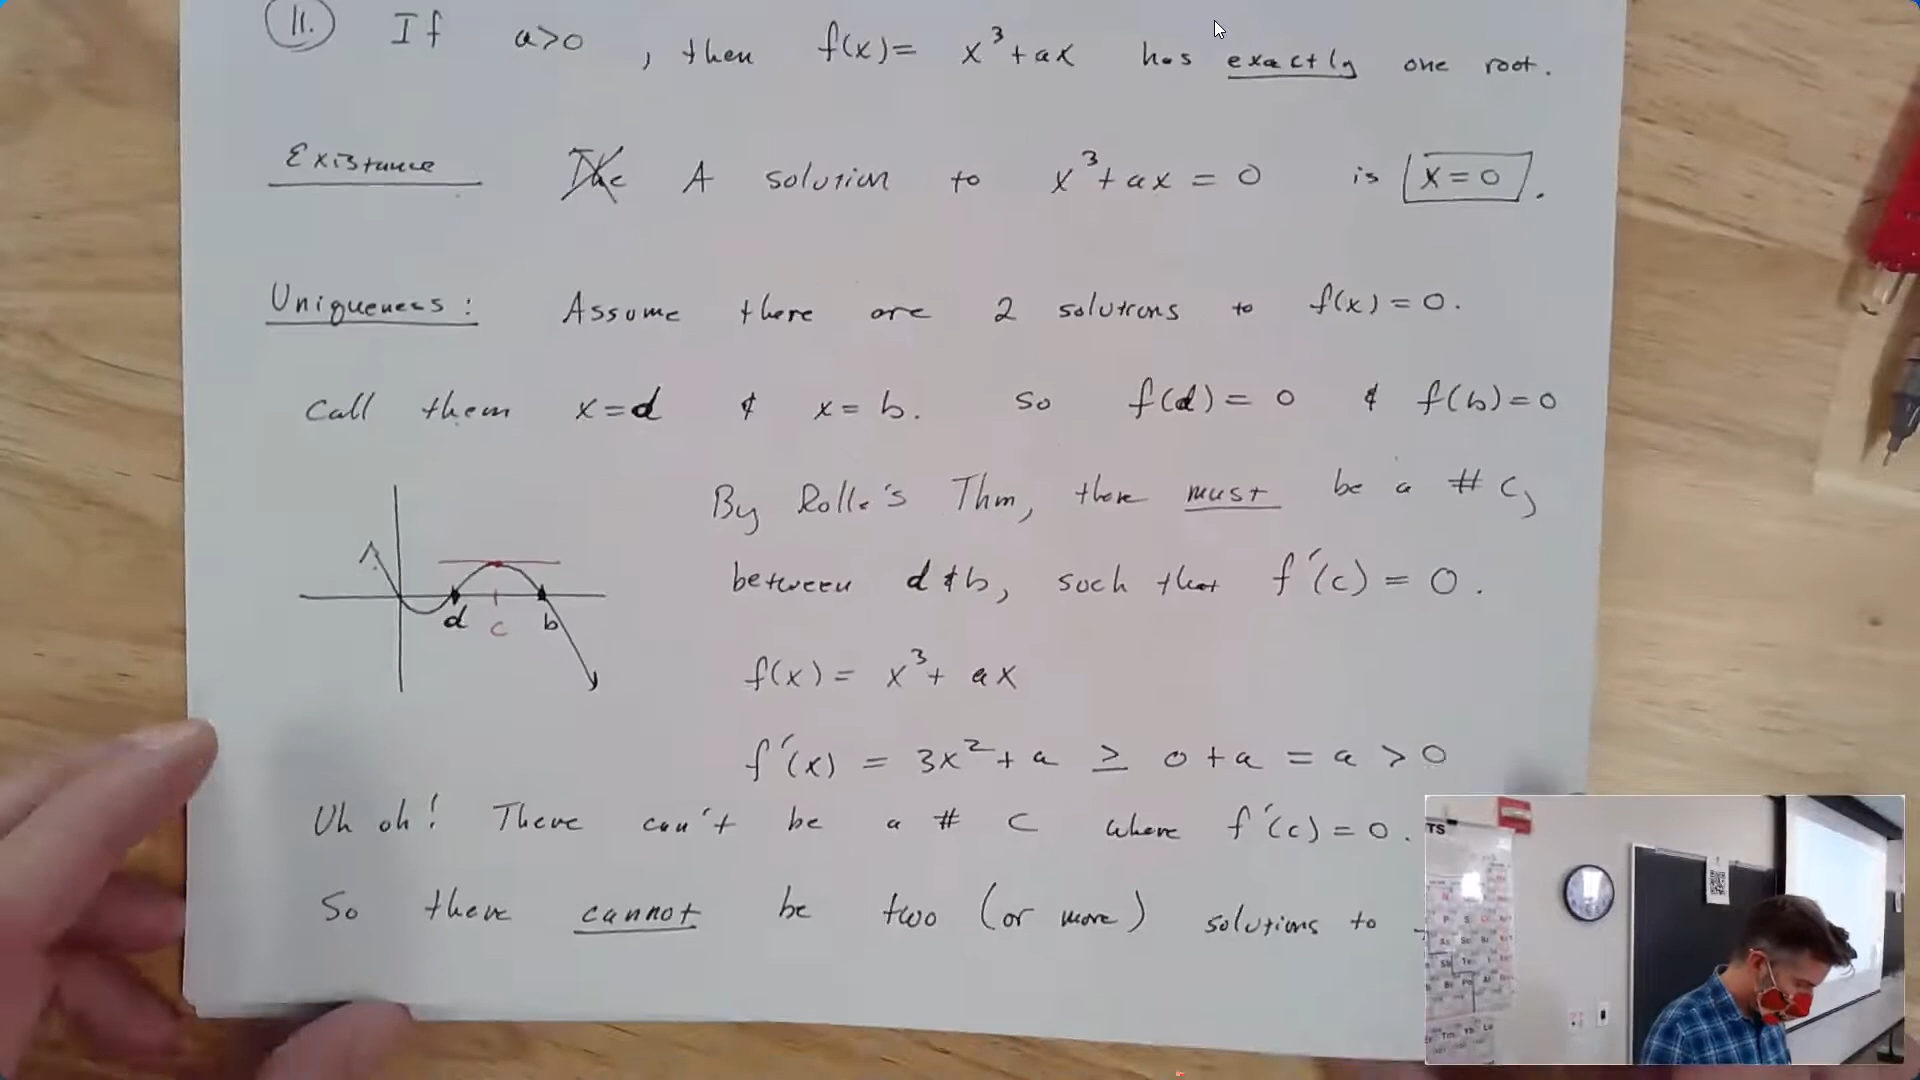 11. If a>0, then f(x)= x³+ax has exactly one root.
Existance The A solution to x³+ax=0 is x=0.
Uniqueness: Assume there are 2 solutions to f(x)=0.
Call them x=d & x=b. So f(d)=0 & f(b)=0
By Rolle's Thm, there must be a # c,
between d&b, such that f'(c)=0.
d c b
f(x)= x³+ ax
f'(x) = 3x²+a ≥ 0+a = a >0
Uh oh! There can't be a # c where f'(c)=0.
So there cannot be two (or more) solutions to
TS